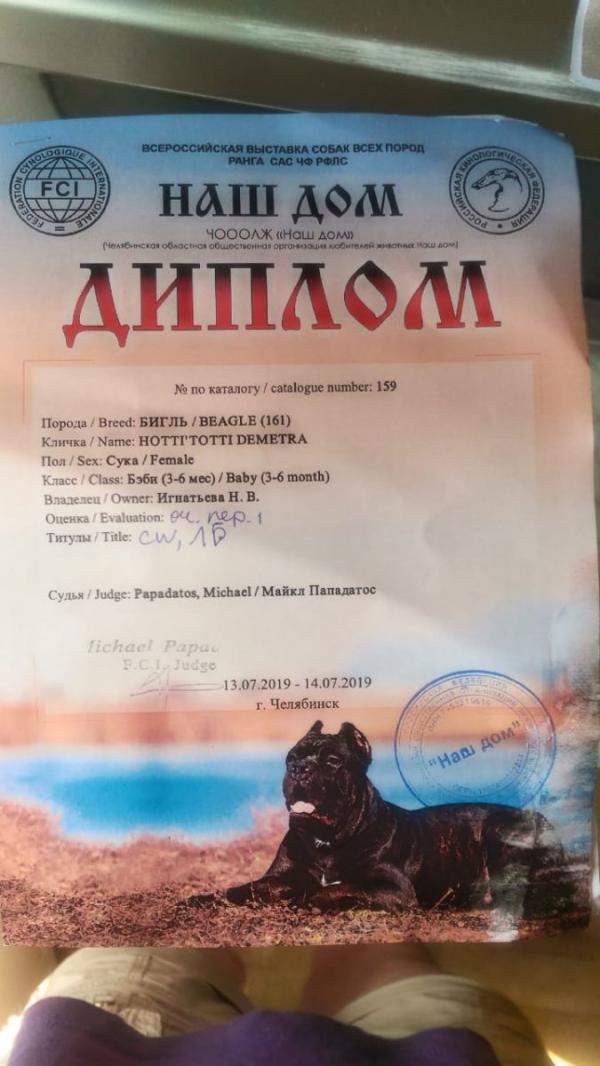 ВСЕРОССИЙСКАЯ ВЫСТАВКА СОБАК ВСЕХ ПОРОД
РАНГА САС ЧФ РФЛС
FEDERATION CYNOLOGIQUE INTERNATIONALE
FCI
РОССИЙСКАЯ КИНОЛОГИЧЕСКАЯ ФЕДЕРАЦИЯ
НАШ ДОМ
ЧОООЛЖ «Наш дом»
(Челябинская областная общественная организация любителей животных Наш дом)
ДИПЛОМ
№ по каталогу / catalogue number: 159
Порода / Breed: БИГЛЬ / BEAGLE (161)
Кличка / Name: HOTTI'TOTTI DEMETRA
Пол / Sex: Сука / Female
Класс / Class: Бэби (3-6 мес) / Baby (3-6 month)
Владелец / Owner: Игнатьева Н. В.
Оценка / Evaluation: оч. пер. 1
Титулы / Title: CW, ЛБ
Судья / Judge: Papadatos, Michael / Майкл Пападатос
Michael Papa
F.C.I. Judge
13.07.2019 - 14.07.2019
г. Челябинск
"Наш дом"